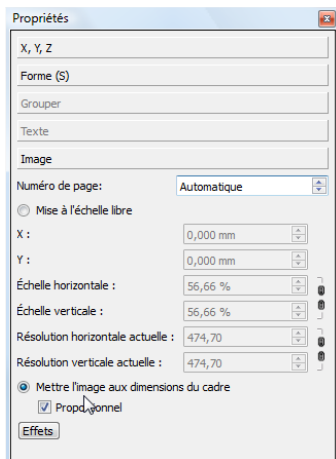 Propriétés
X, Y, Z
Forme (S)
Grouper
Texte
Image
Numéro de page: Automatique
Mise à l'échelle libre
X : 0,000 mm
Y : 0,000 mm
Échelle horizontale : 56,66 %
Échelle verticale : 56,66 %
Résolution horizontale actuelle : 474,70
Résolution verticale actuelle : 474,70
Mettre l'image aux dimensions du cadre
Proportionnel
Effets